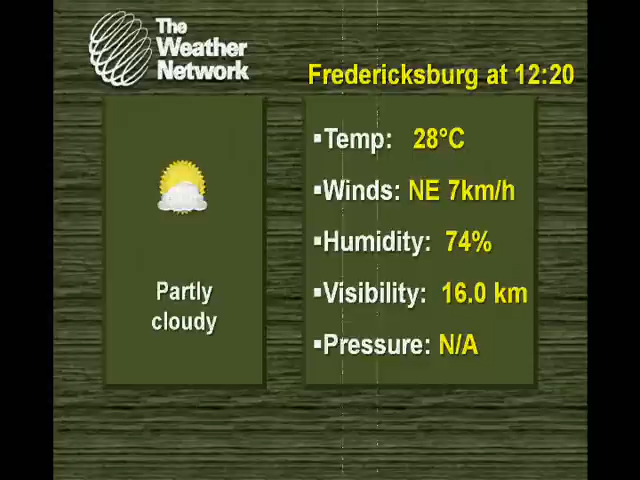 The
Weather
Network
Fredericksburg at 12:20
Partly
cloudy
▪Temp: 28°C
▪Winds: NE 7km/h
▪Humidity: 74%
▪Visibility: 16.0 km
▪Pressure: N/A